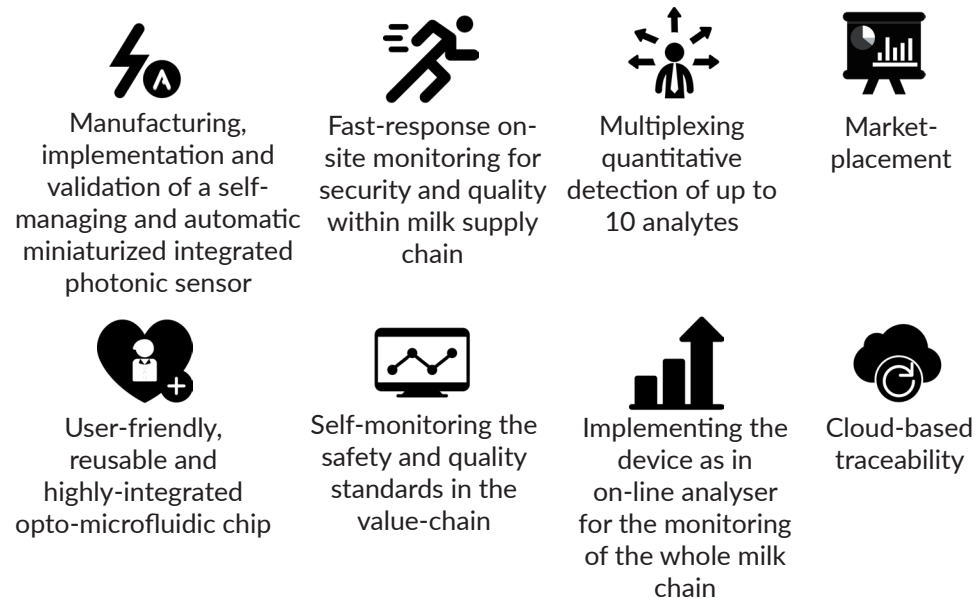 Manufacturing,
implementation and
validation of a self-
managing and automatic
miniaturized integrated
photonic sensor
Fast-response on-
site monitoring for
security and quality
within milk supply
chain
Multiplexing
quantitative
detection of up to
10 analytes
Market-
placement
User-friendly,
reusable and
highly-integrated
opto-microfluidic chip
Self-monitoring the
safety and quality
standards in the
value-chain
Implementing the
device as in
on-line analyser
for the monitoring
of the whole milk
chain
Cloud-based
traceability